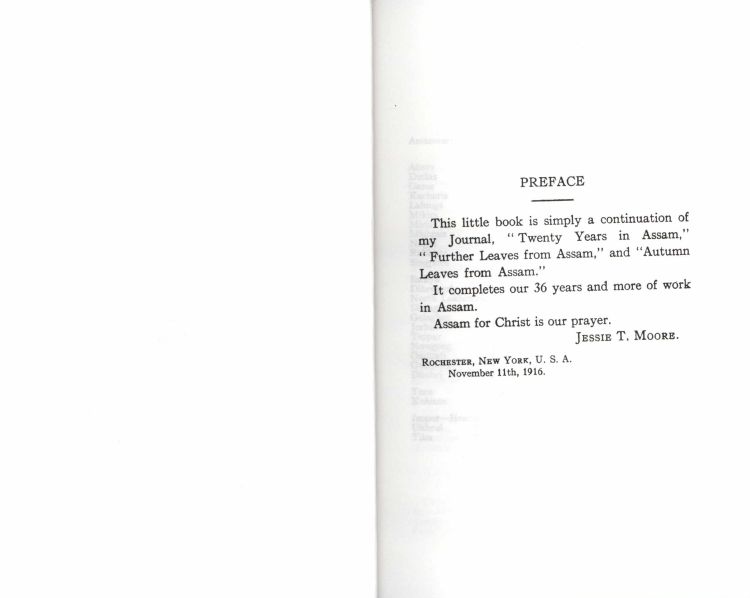 PREFACE
This little book is simply a continuation of
my Journal, “Twenty Years in Assam,”
“Further Leaves from Assam,” and “Autumn
Leaves from Assam.”
It completes our 36 years and more of work
in Assam.
Assam for Christ is our prayer.
JESSIE T. MOORE.
ROCHESTER, NEW YORK, U. S. A.
November 11th, 1916.